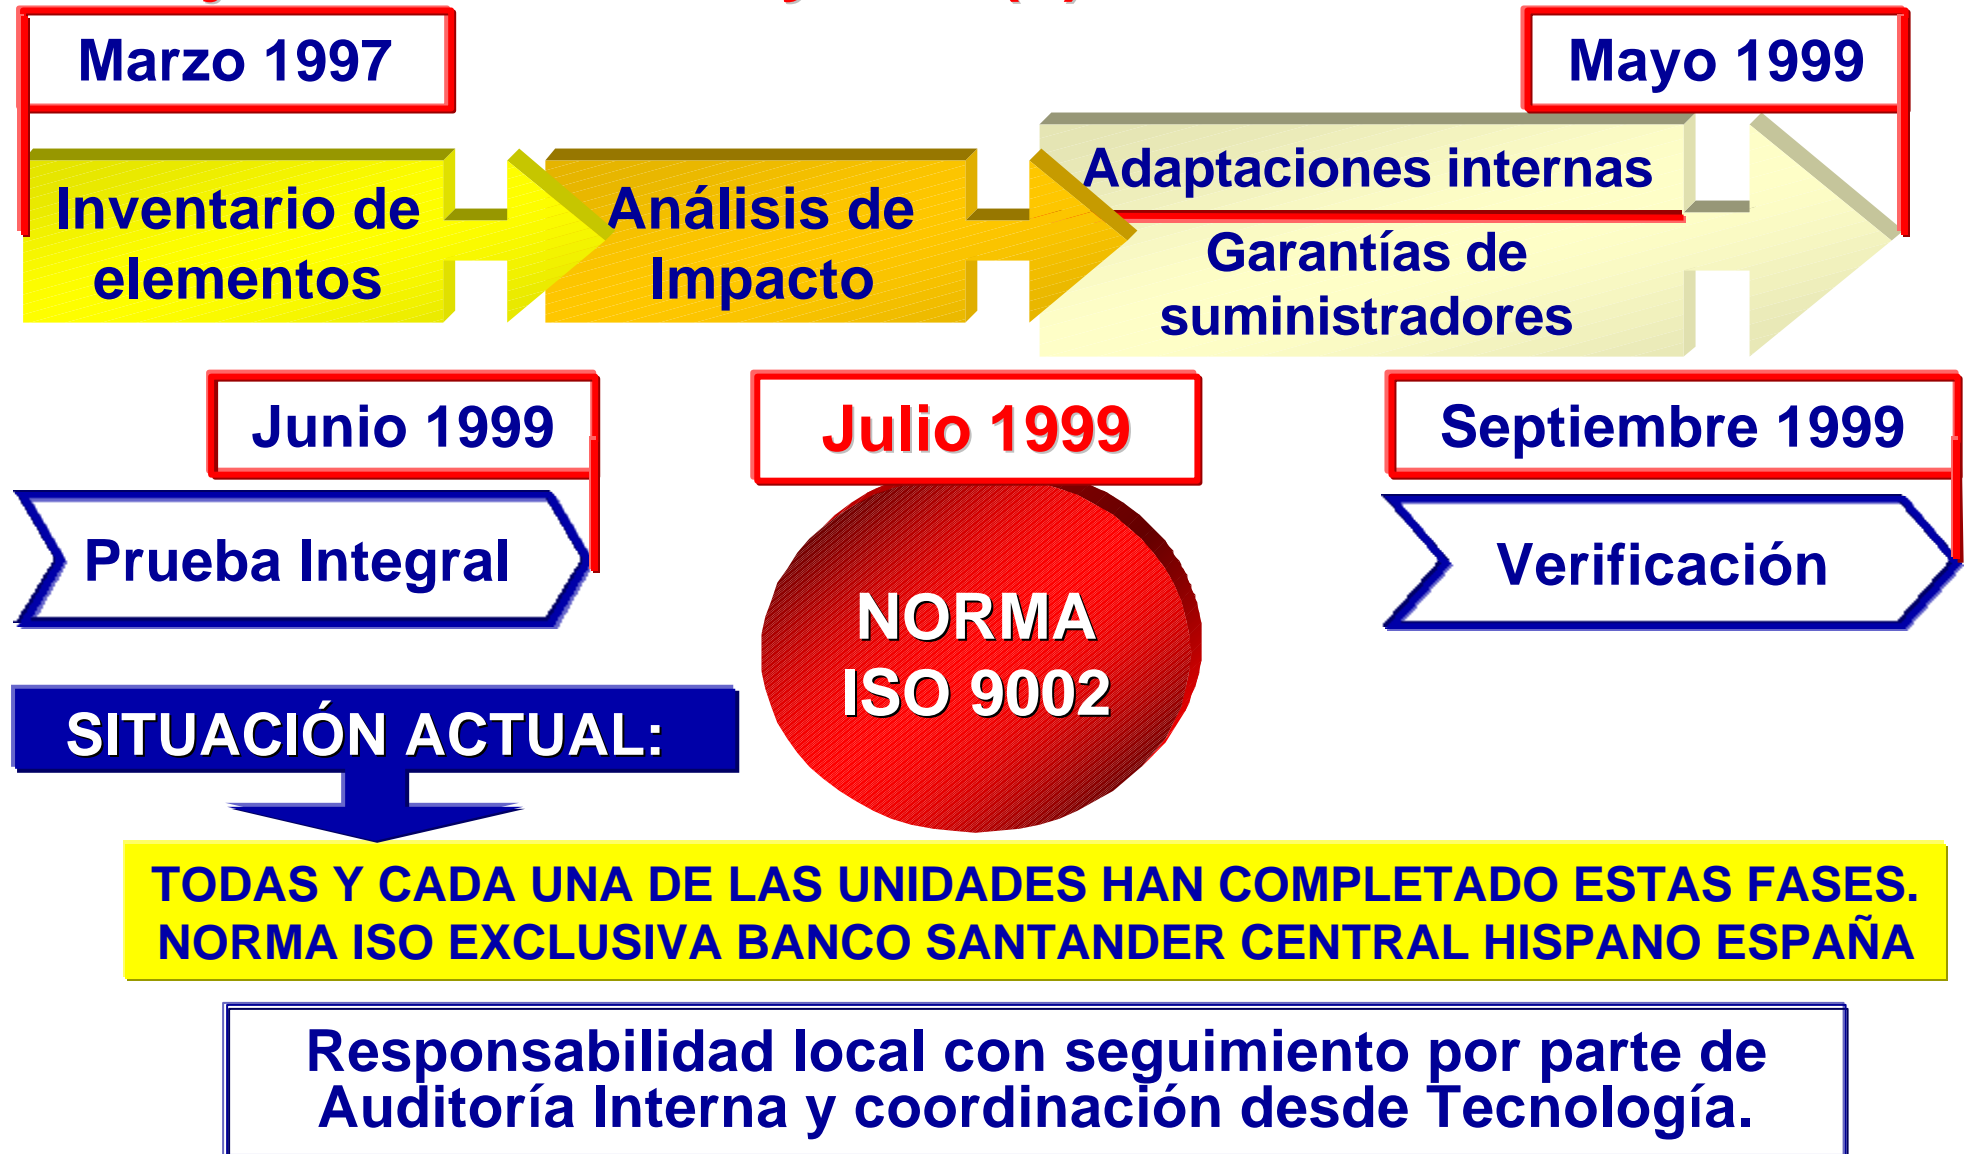 Marzo 1997
Mayo 1999
Inventario de
elementos
Análisis de
Impacto
Adaptaciones internas
Garantías de
suministradores
Junio 1999
Julio 1999
Septiembre 1999
Prueba Integral
NORMA
ISO 9002
Verificación
SITUACIÓN ACTUAL:
TODAS Y CADA UNA DE LAS UNIDADES HAN COMPLETADO ESTAS FASES.
NORMA ISO EXCLUSIVA BANCO SANTANDER CENTRAL HISPANO ESPAÑA
Responsabilidad local con seguimiento por parte de
Auditoría Interna y coordinación desde Tecnología.